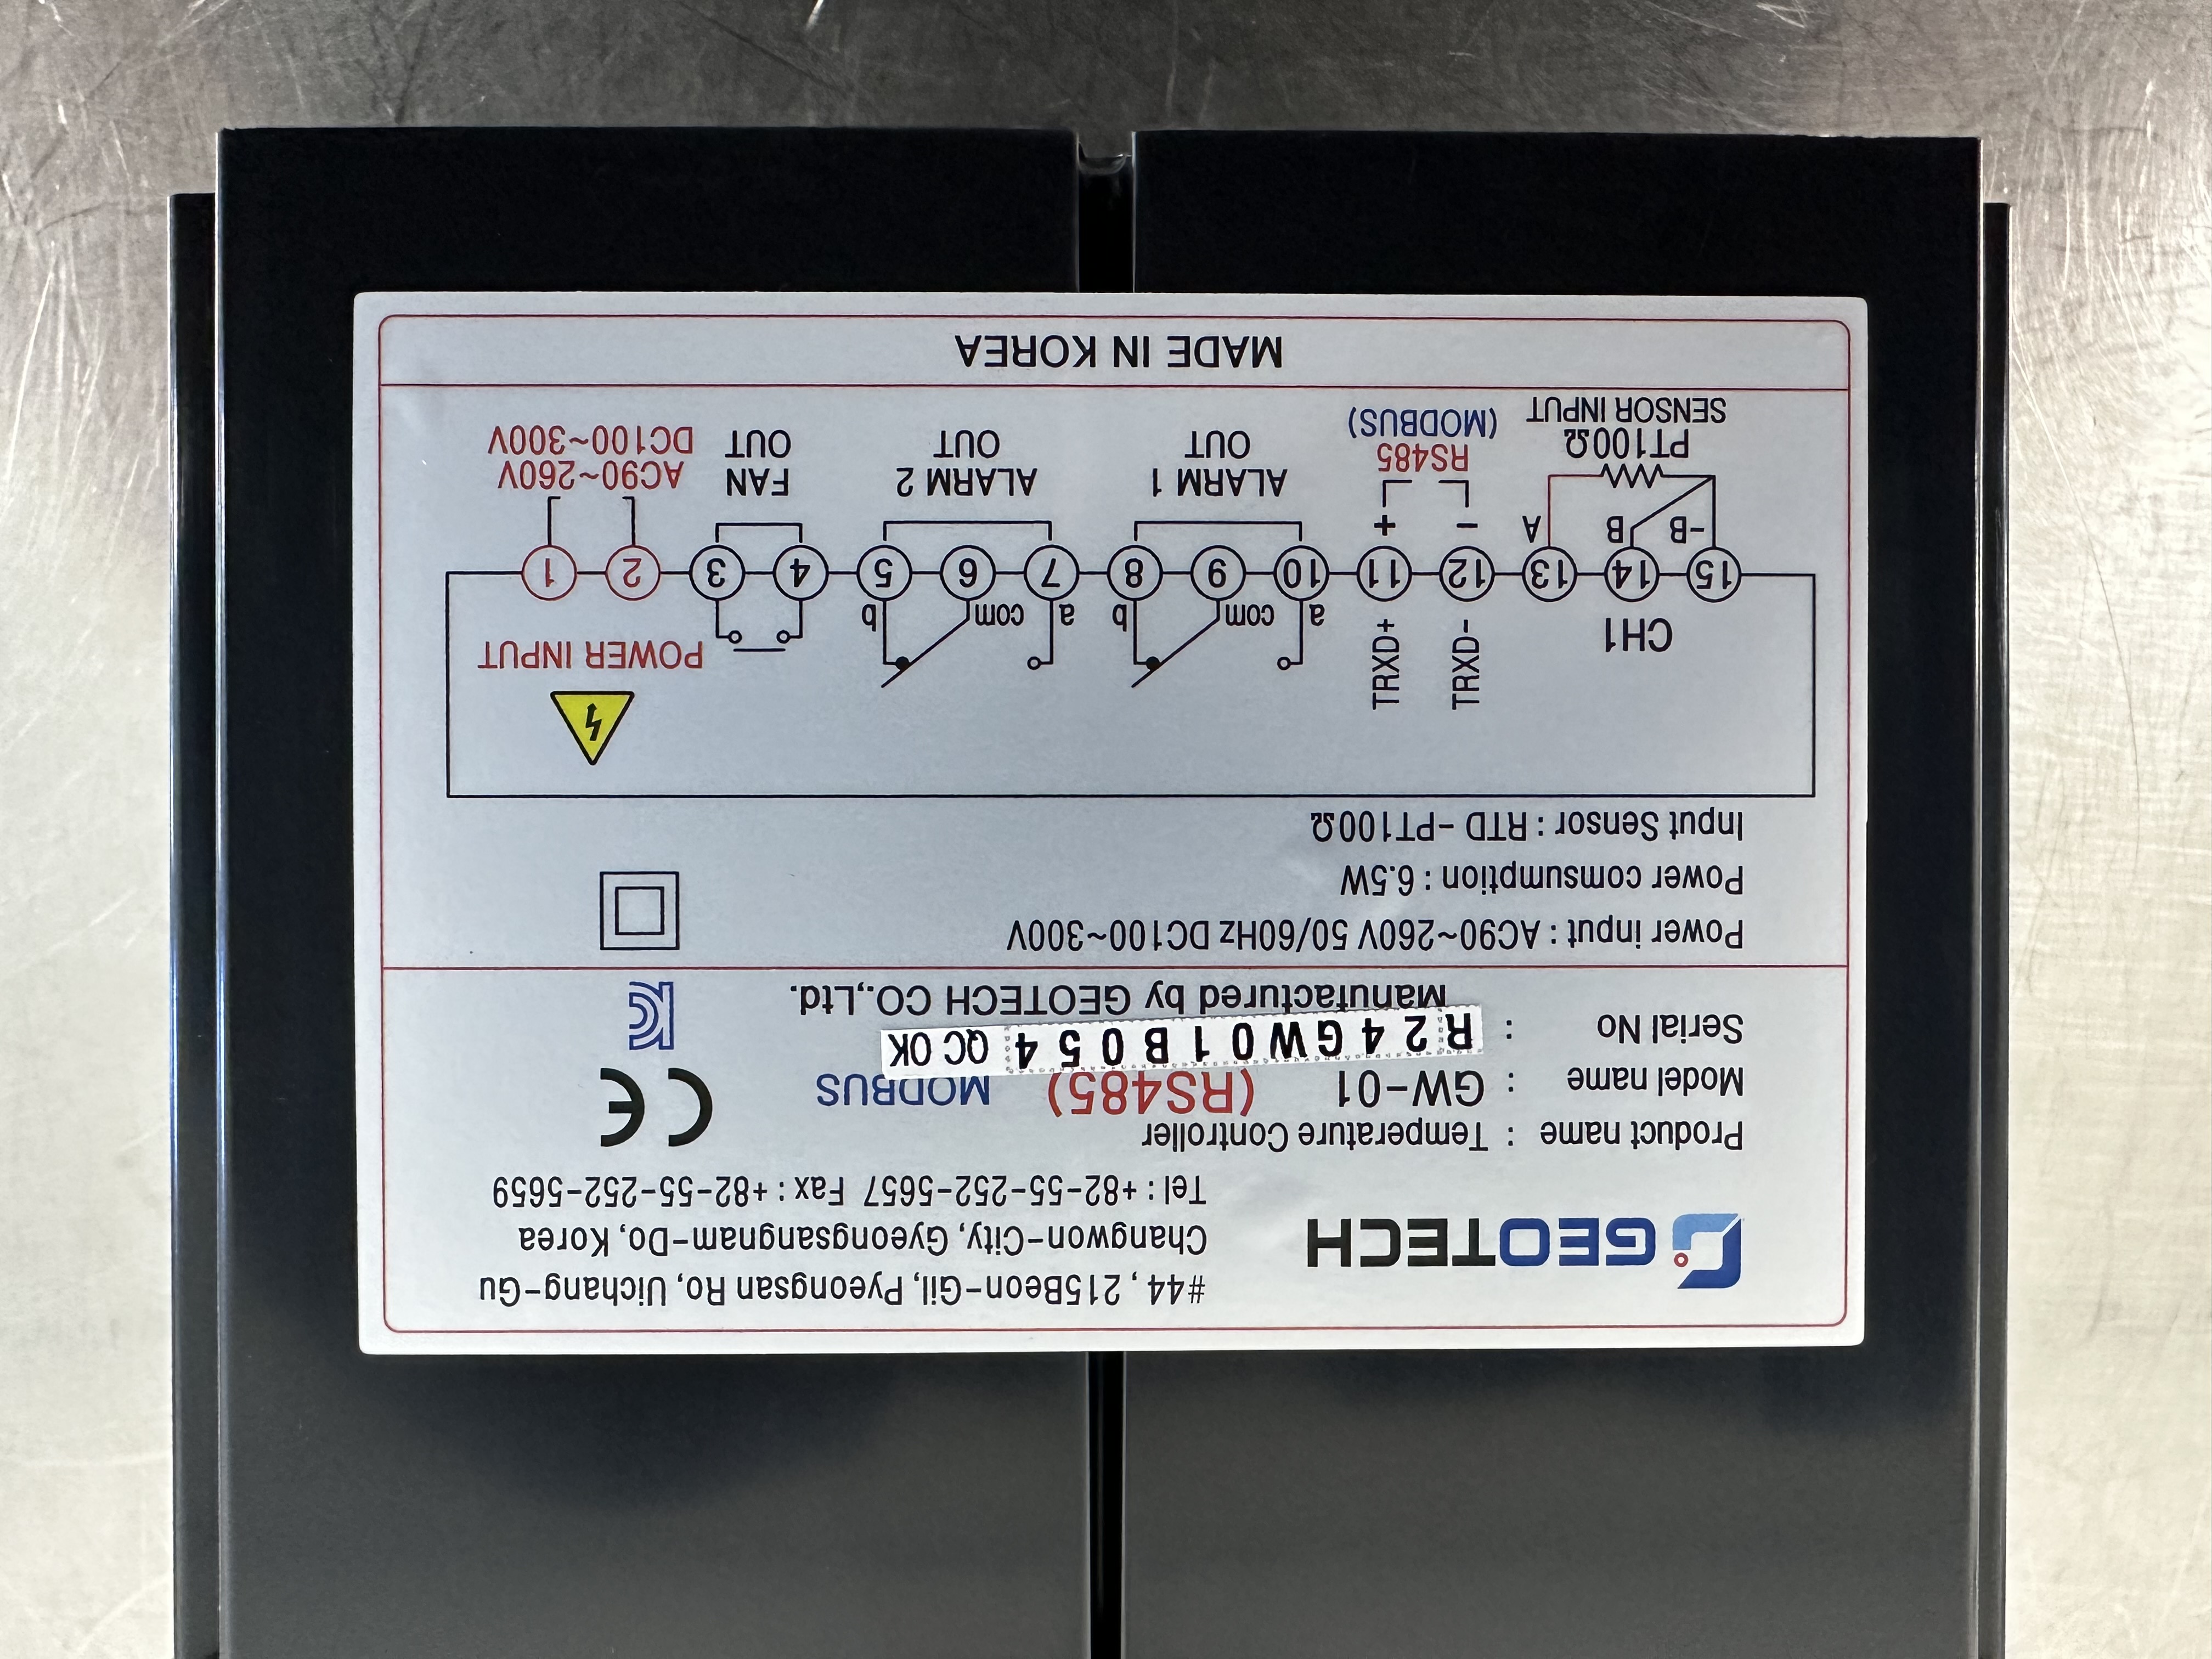 GEOTECH
#44 , 215Beon-Gil, Pyeongsan Ro, Uichang-Gu
Changwon-City, Gyeongsangnam-Do, Korea
Tel : +82-55-252-5657 Fax : +82-55-252-5659
Product name : Temperature Controller
Model name : GW-01 (RS485) MODBUS
Serial No : R24GW01B054 QC OK
Manufactured by GEOTECH CO.,Ltd.
CE
Power input : AC90~260V 50/60Hz DC100~300V
Power comsumption : 6.5W
Input Sensor : RTD-PT100Ω
CH1 TRXD- TRXD+ POWER INPUT
a com b a com b
15 14 13 12 11 10 9 8 7 6 5 4 3 2 1
-B B A - +
PT100Ω
SENSOR INPUT
RS485
(MODBUS)
ALARM 1
OUT
ALARM 2
OUT
FAN
OUT
AC90~260V
DC100~300V
MADE IN KOREA